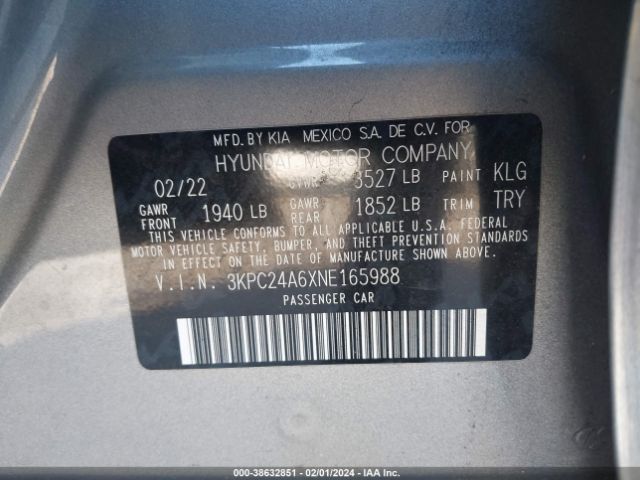 MFD. BY KIA MEXICO S.A. DE C.V. FOR
HYUNDAI MOTOR COMPANY
02/22 GVWR 3527 LB PAINT KLG
GAWR FRONT 1940 LB GAWR REAR 1852 LB TRIM TRY
THIS VEHICLE CONFORMS TO ALL APPLICABLE U.S.A. FEDERAL
MOTOR VEHICLE SAFETY, BUMPER, AND THEFT PREVENTION STANDARDS
IN EFFECT ON THE DATE OF MANUFACTURE SHOWN ABOVE.
V.I.N. 3KPC24A6XNE165988
PASSENGER CAR
000-38632851 - 02/01/2024 - IAA Inc.